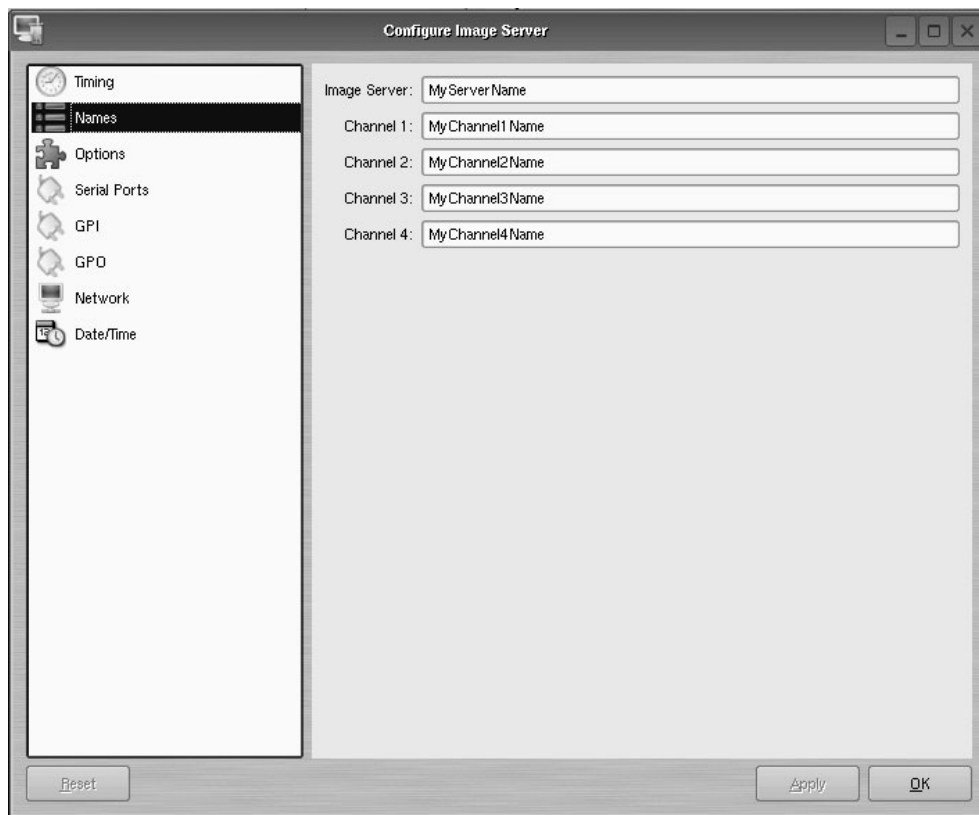 Configure Image Server
Timing
Names
Options
Serial Ports
GPI
GPO
Network
Date/Time
Image Server: MyServerName
Channel 1: MyChannel1Name
Channel 2: MyChannel2Name
Channel 3: MyChannel3Name
Channel 4: MyChannel4Name
Reset
Apply
OK